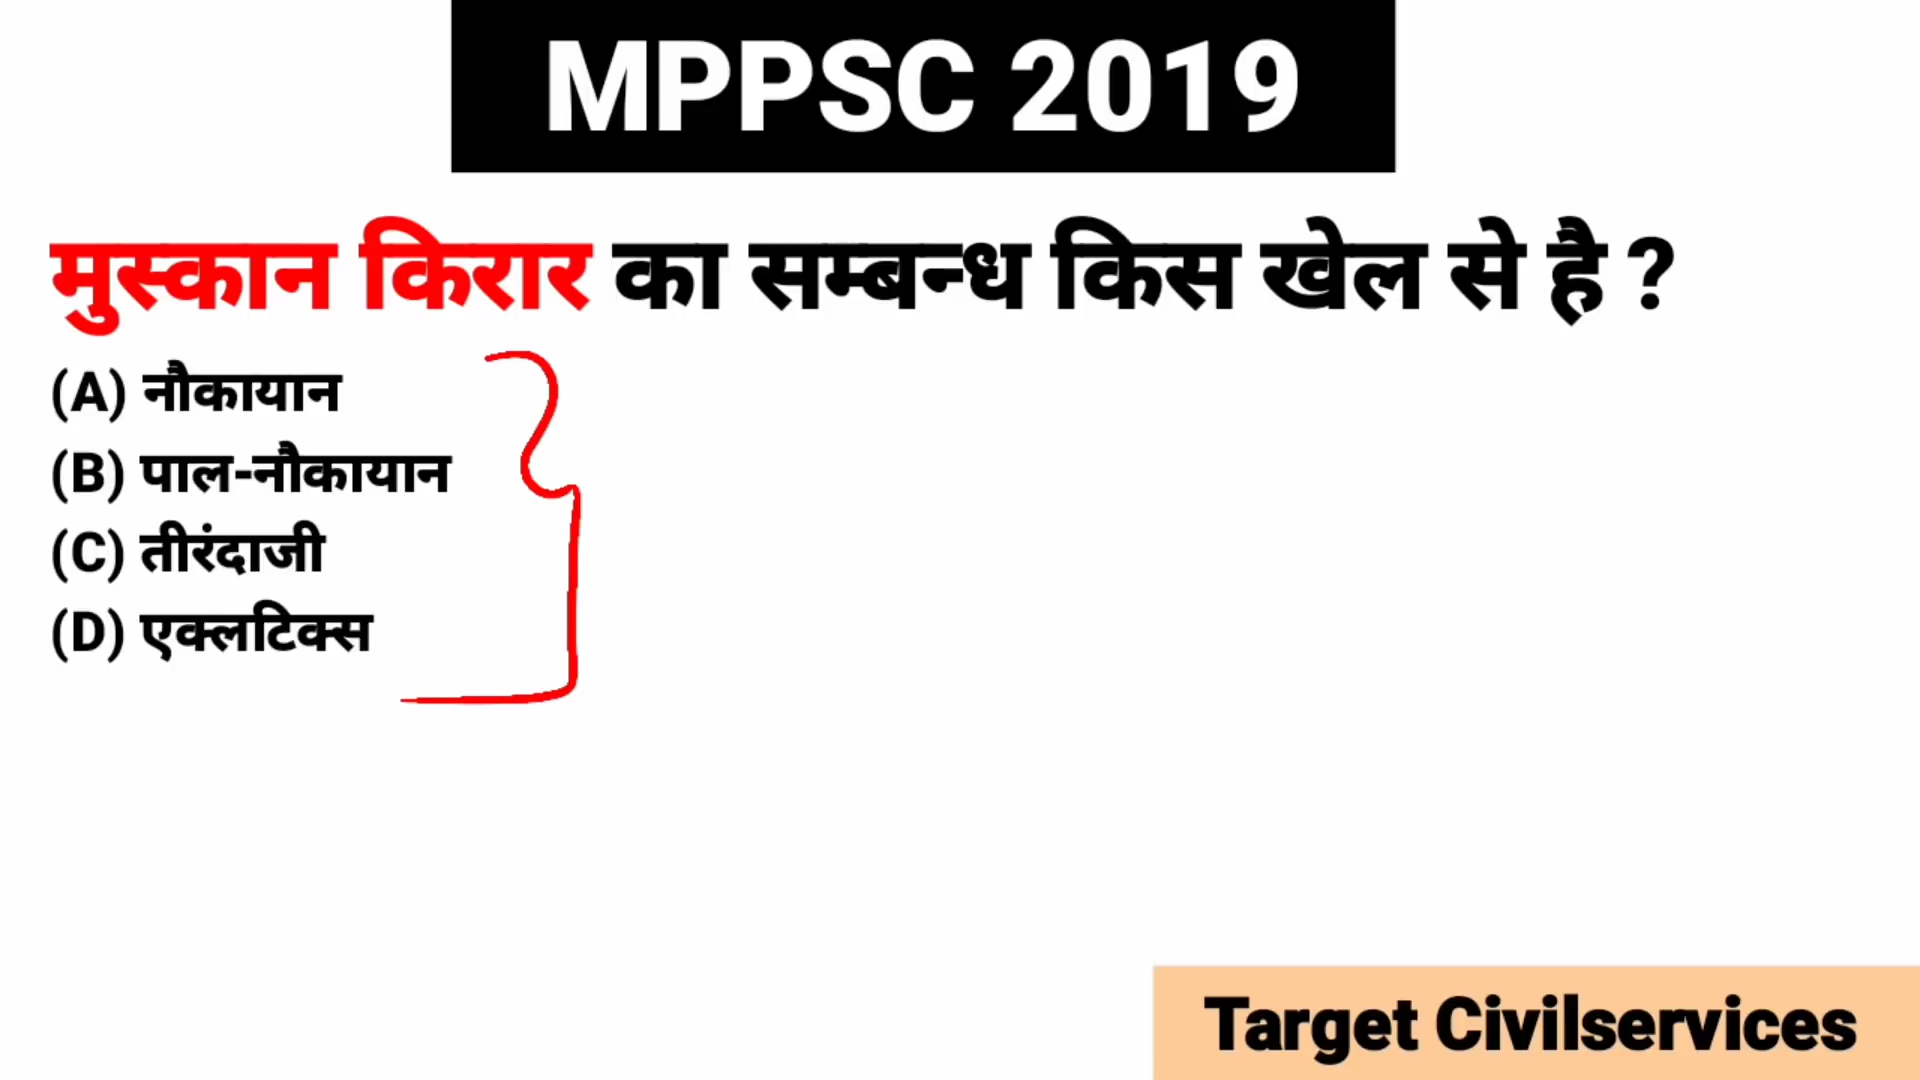 MPPSC 2019
मुस्कान किरार का सम्बन्ध किस खेल से है ?
(A) नौकायान
(B) पाल-नौकायान
(C) तीरंदाजी
(D) एक्लटिक्स
Target Civilservices